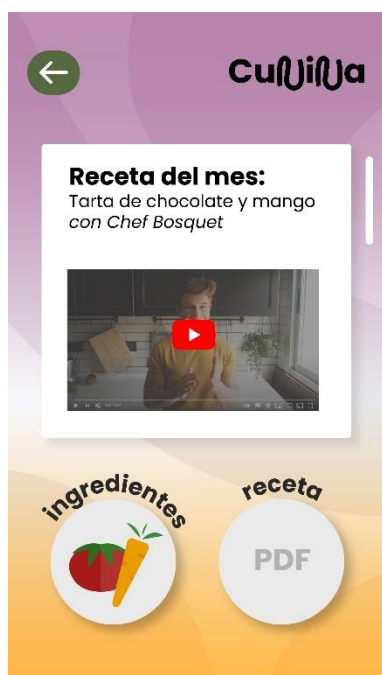 CuNiNa
Receta del mes:
Tarta de chocolate y mango
con Chef Bosquet
ingredientes
receta
PDF